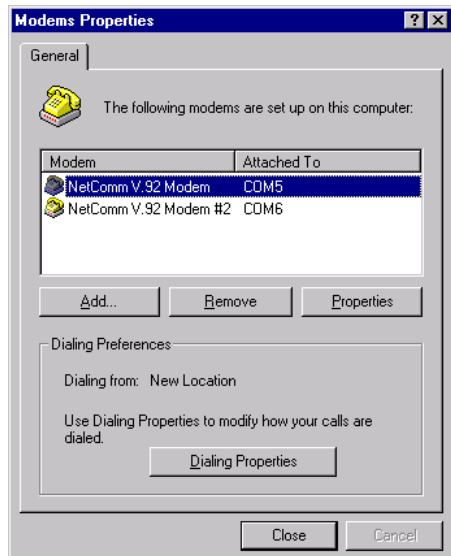 Modems Properties
General
The following modems are set up on this computer:
Modem Attached To
NetComm V.92 Modem COM5
NetComm V.92 Modem #2 COM6
Add... Remove Properties
Dialing Preferences
Dialing from: New Location
Use Dialing Properties to modify how your calls are
dialed.
Dialing Properties
Close Cancel